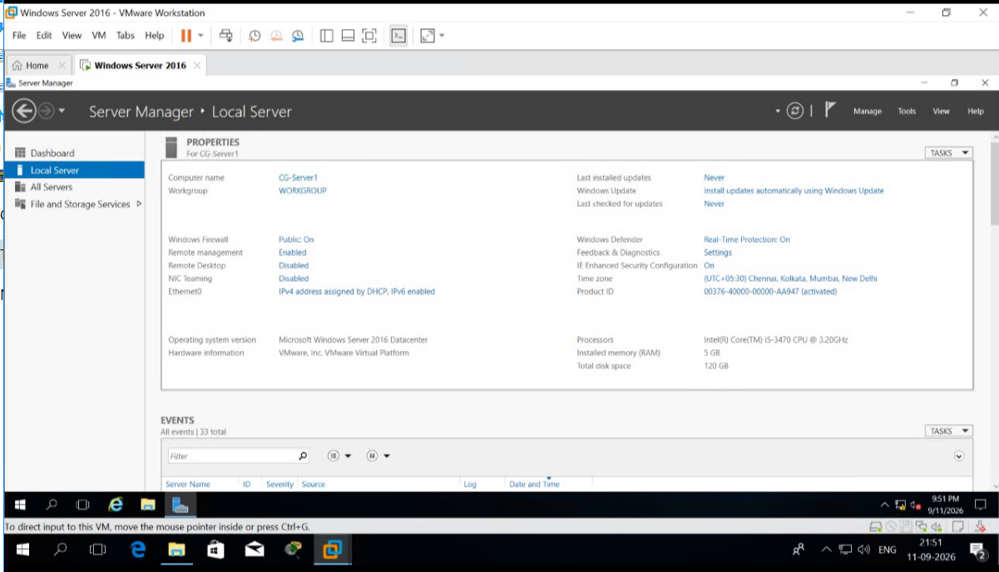 Windows Server 2016 - VMware Workstation
File Edit View VM Tabs Help
Home Windows Server 2016
Server Manager
Server Manager • Local Server
Manage Tools View Help
Dashboard
Local Server
All Servers
File and Storage Services
PROPERTIES
For CG-Server1
TASKS
Computer name CG-Server1
Workgroup WORKGROUP
Last installed updates Never
Windows Update Install updates automatically using Windows Update
Last checked for updates Never
Windows Firewall Public: On
Remote management Enabled
Remote Desktop Disabled
NIC Teaming Disabled
Ethernet0 IPv4 address assigned by DHCP, IPv6 enabled
Windows Defender Real-Time Protection: On
Feedback & Diagnostics Settings
IE Enhanced Security Configuration On
Time zone (UTC+05:30) Chennai, Kolkata, Mumbai, New Delhi
Product ID 00376-40000-00000-AA947 (activated)
Operating system version Microsoft Windows Server 2016 Datacenter
Hardware information VMware, Inc. VMware Virtual Platform
Processors Intel(R) Core(TM) i5-3470 CPU @ 3.20GHz
Installed memory (RAM) 5 GB
Total disk space 120 GB
EVENTS
All events | 33 total
TASKS
Filter
Server Name ID Severity Source Log Date and Time
9:51 PM
9/11/2026
To direct input to this VM, move the mouse pointer inside or press Ctrl+G.
ENG
21:51
11-09-2026
2